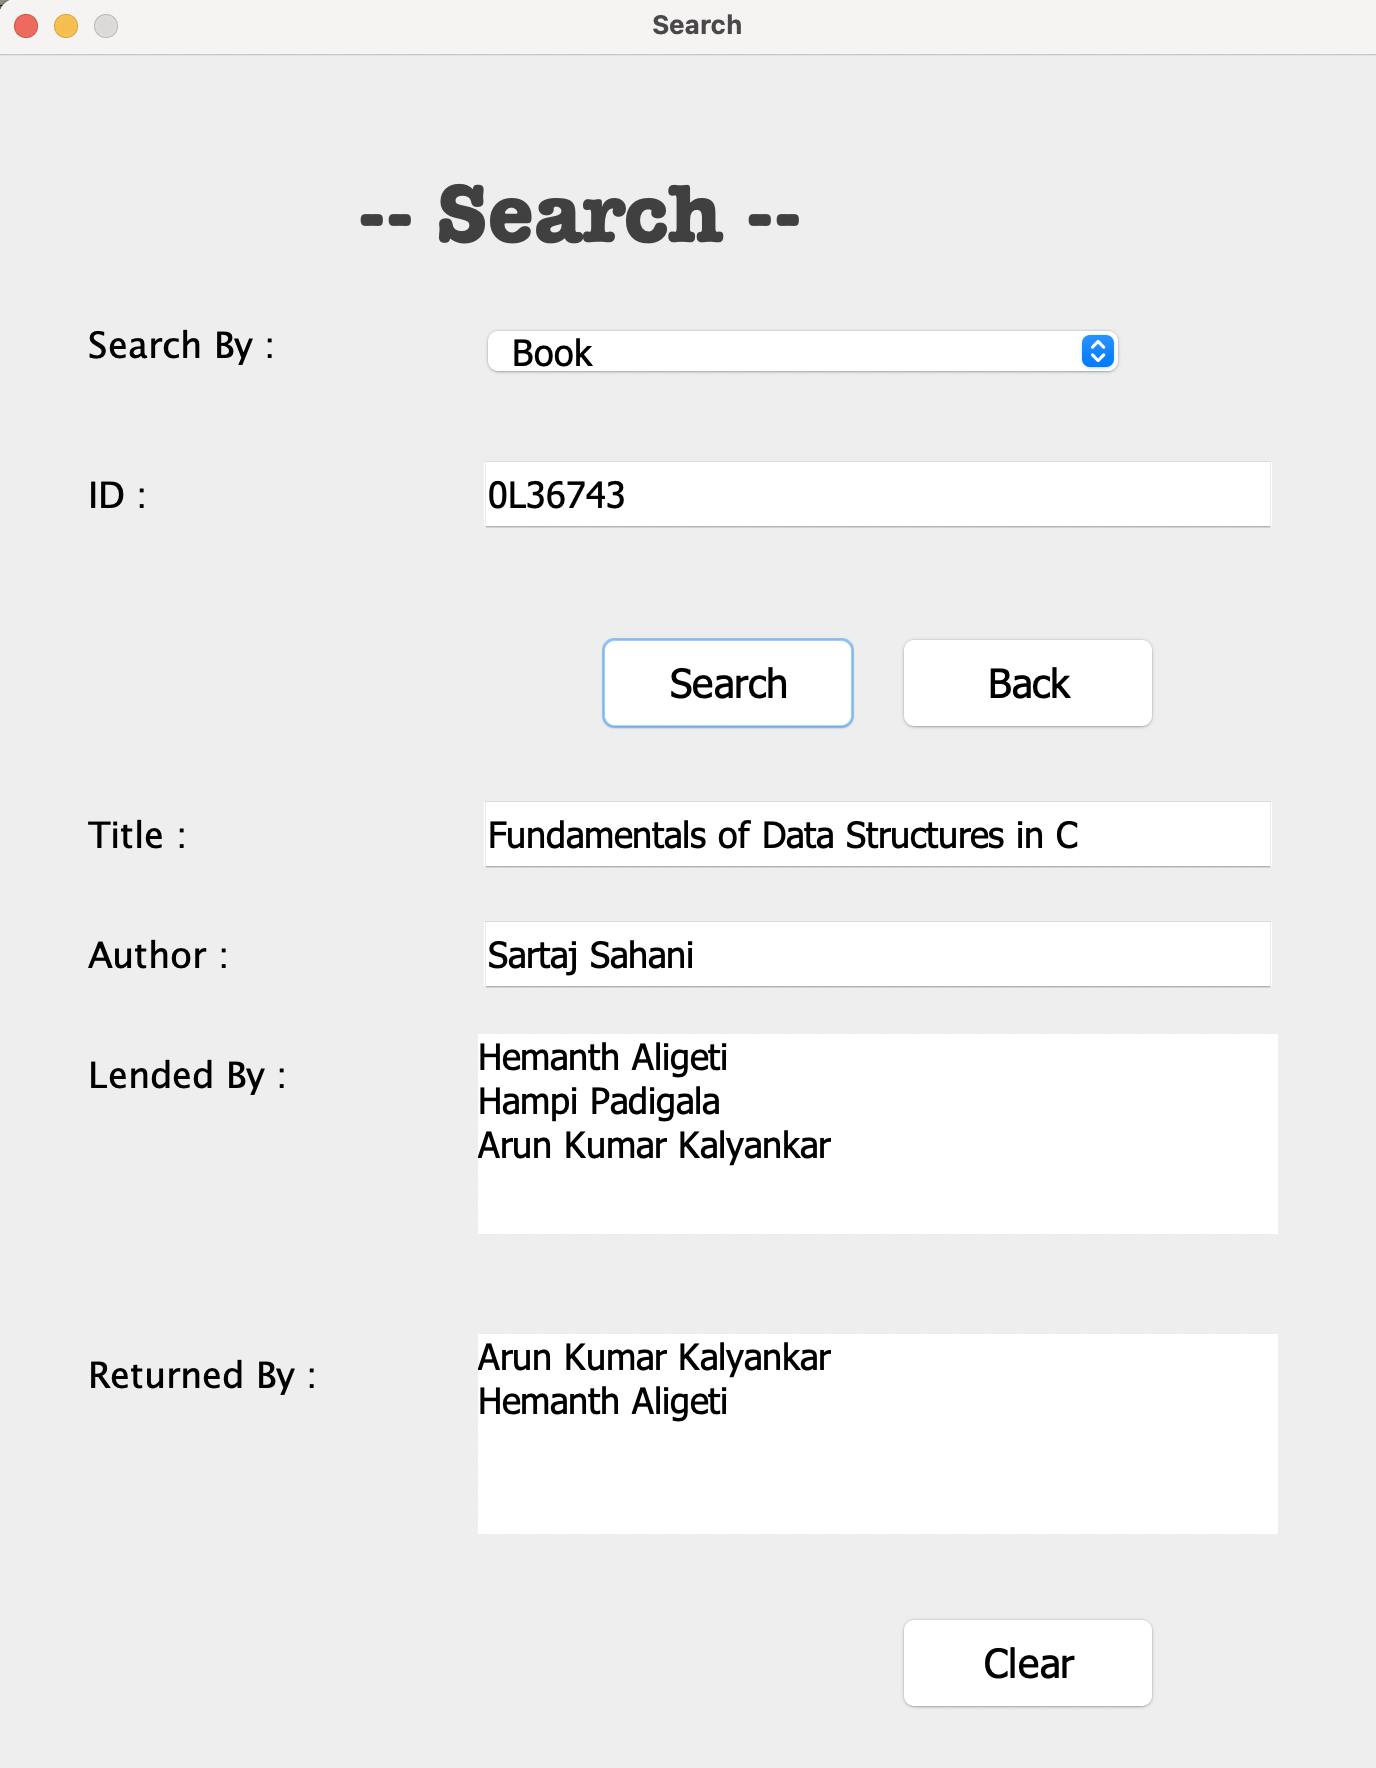 Search
-- Search --
Search By :
Book
ID :
0L36743
Search
Back
Title :
Fundamentals of Data Structures in C
Author :
Sartaj Sahani
Lended By :
Hemanth Aligeti
Hampi Padigala
Arun Kumar Kalyankar
Returned By :
Arun Kumar Kalyankar
Hemanth Aligeti
Clear